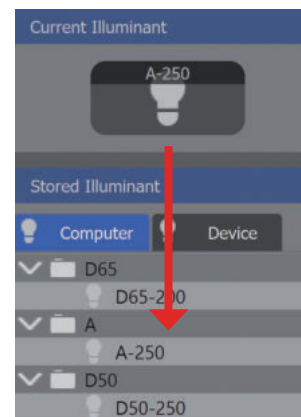 Current Illuminant
A-250
Stored Illuminant
Computer Device
D65
D65-200
A
A-250
D50
D50-250